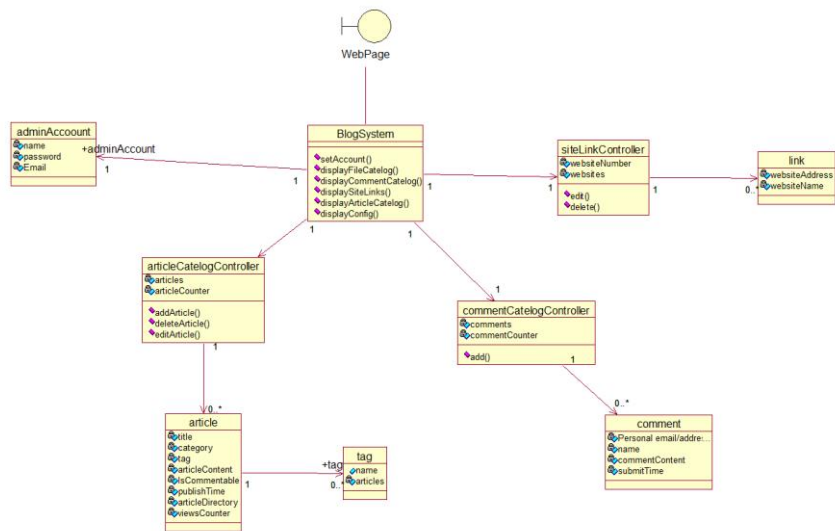 WebPage
adminAccoount
name
password
Email
+adminAccount
1
1
BlogSystem
setAccount()
displayFileCatelog()
displayCommentCatelog()
displaySiteLinks()
displayArticleCatelog()
displayConfig()
1
1
siteLinkController
websiteNumber
websites
edit()
delete()
1
0..*
link
websiteAddress
websiteName
1
1
articleCatelogController
articles
articleCounter
addArticle()
deleteArticle()
editArticle()
1
1
commentCatelogController
comments
commentCounter
add()
1
0..*
article
title
category
tag
articleContent
IsCommentable
publishTime
articleDirectory
viewsCounter
1
+tag
0..*
tag
name
articles
0..*
comment
Personal email/addre...
name
commentContent
submitTime